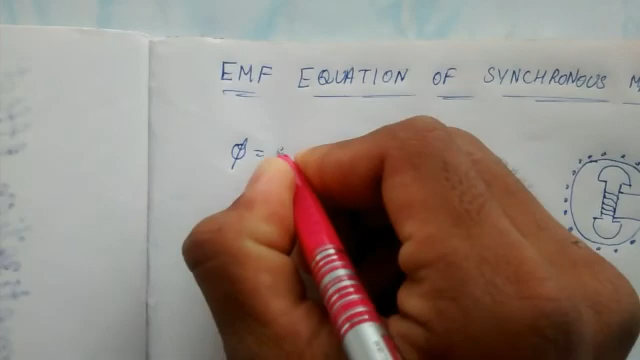 EMF EQUATION OF SYNCHRONOUS
φ =